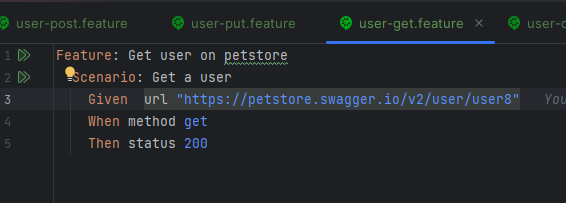 user-post.feature user-put.feature user-get.feature
1 Feature: Get user on petstore
2 Scenario: Get a user
3 Given url "https://petstore.swagger.io/v2/user/user8" You
4 When method get
5 Then status 200